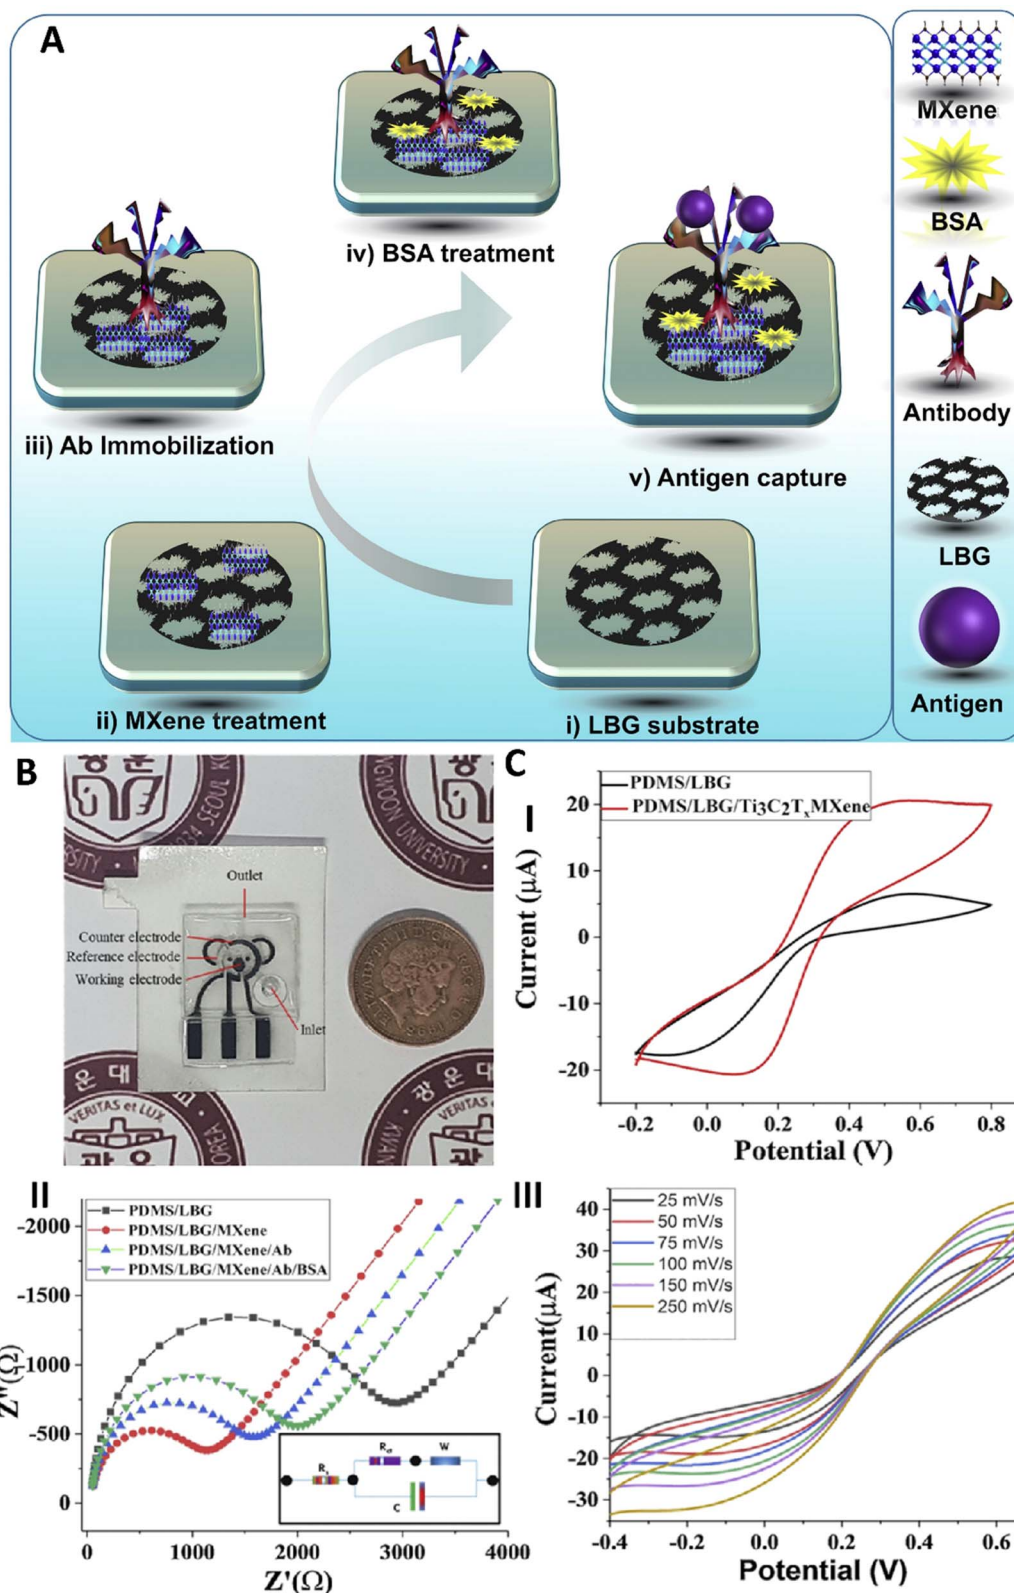 A
MXene
BSA
iv) BSA treatment
Antibody
iii) Ab Immobilization
v) Antigen capture
LBG
Antigen
ii) MXene treatment
i) LBG substrate
B
Outlet
Counter electrode
Reference electrode
Working electrode
Inlet
VERITAS et LUX
VERITAS et LUX
C
I
PDMS/LBG
PDMS/LBG/Ti3C2TxMXene
20
10
0
-10
-20
Current (μA)
-0.2
0.0
0.2
0.4
0.6
0.8
Potential (V)
II
PDMS/LBG
PDMS/LBG/MXene
PDMS/LBG/MXene/Ab
PDMS/LBG/MXene/Ab/BSA
-2000
-1500
-1000
-500
0
Z"(Ω)
Rs
Rct
W
C
0
1000
2000
3000
4000
Z'(Ω)
III
25 mV/s
50 mV/s
75 mV/s
100 mV/s
150 mV/s
250 mV/s
40
30
20
10
0
-10
-20
-30
Current(μA)
-0.4
-0.2
0.0
0.2
0.4
0.6
Potential (V)